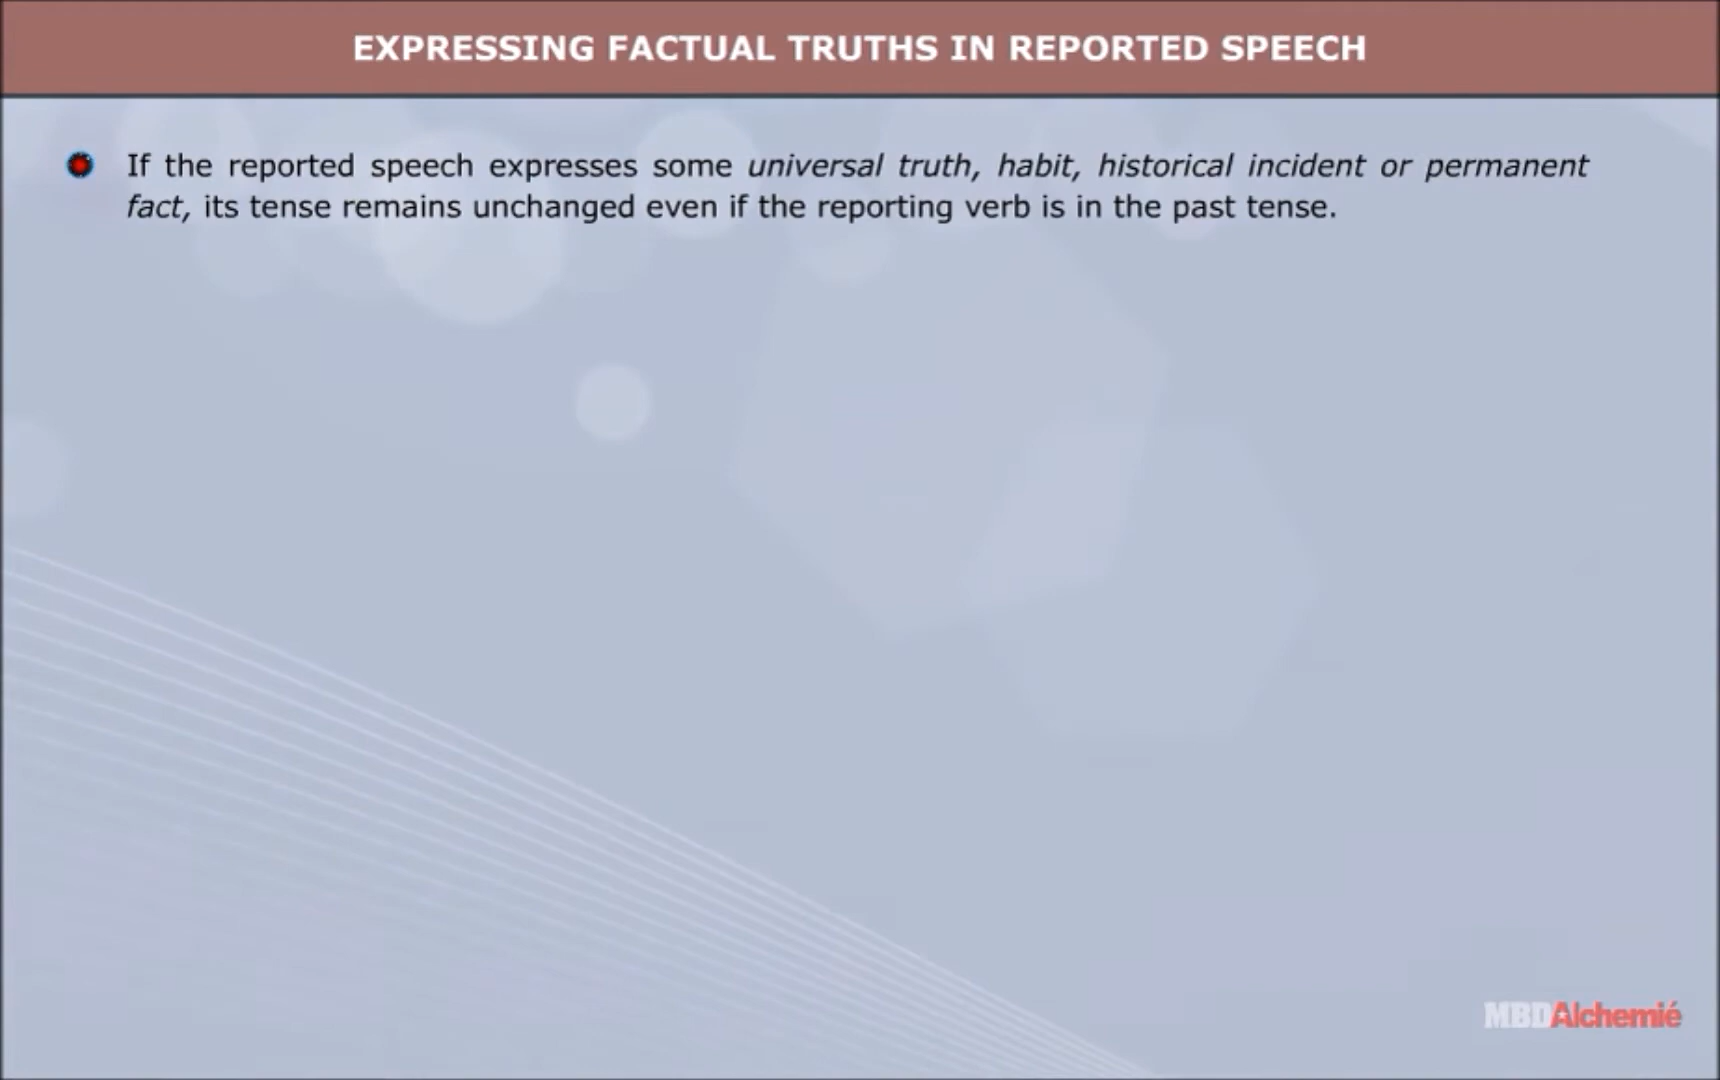 EXPRESSING FACTUAL TRUTHS IN REPORTED SPEECH
If the reported speech expresses some universal truth, habit, historical incident or permanent
fact, its tense remains unchanged even if the reporting verb is in the past tense.
MBDAlchemié